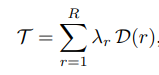 𝒯 = ∑_{r=1}^{R} λ_r 𝒟(r),